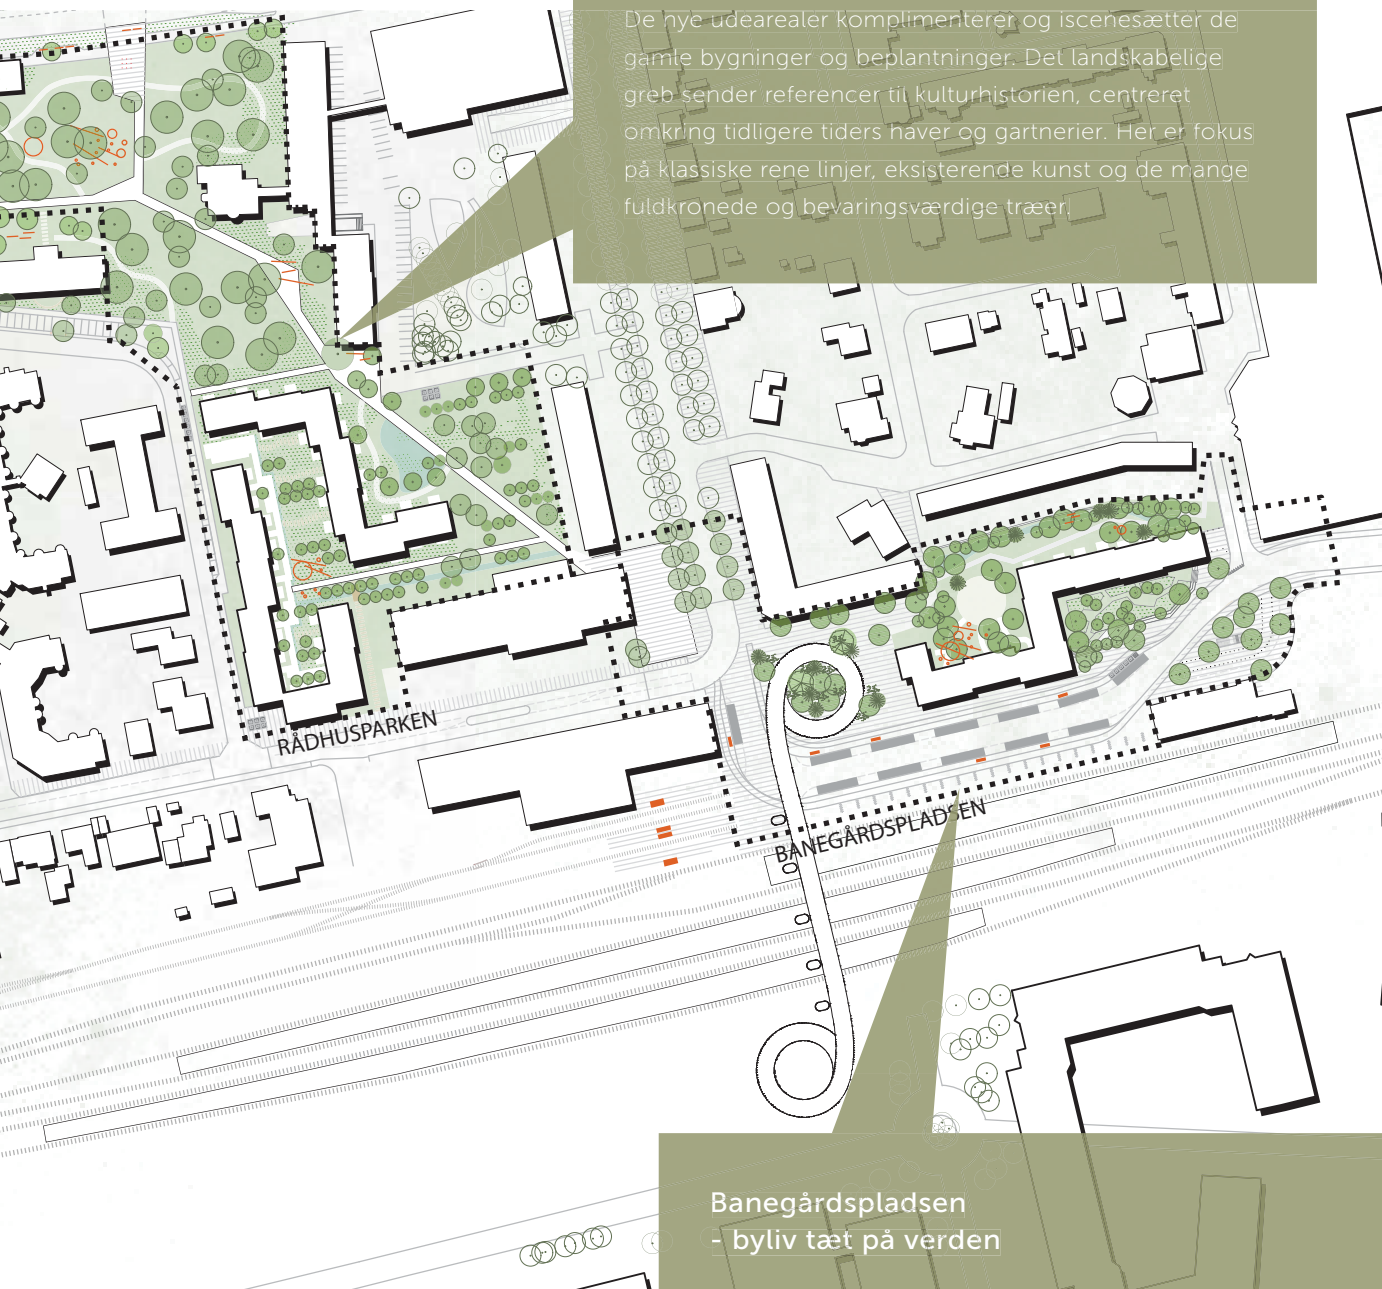 De nye udearealer komplimenterer og iscenesætter de
gamle bygninger og beplantninger. Det landskabelige
greb sender referencer til kulturhistorien, centreret
omkring tidligere tiders haver og gartnerier. Her er fokus
på klassiske rene linjer, eksisterende kunst og de mange
fuldkronede og bevaringsværdige træer.
RÅDHUSPARKEN
BANEGÅRDSPLADSEN
Banegårdspladsen
- byliv tæt på verden